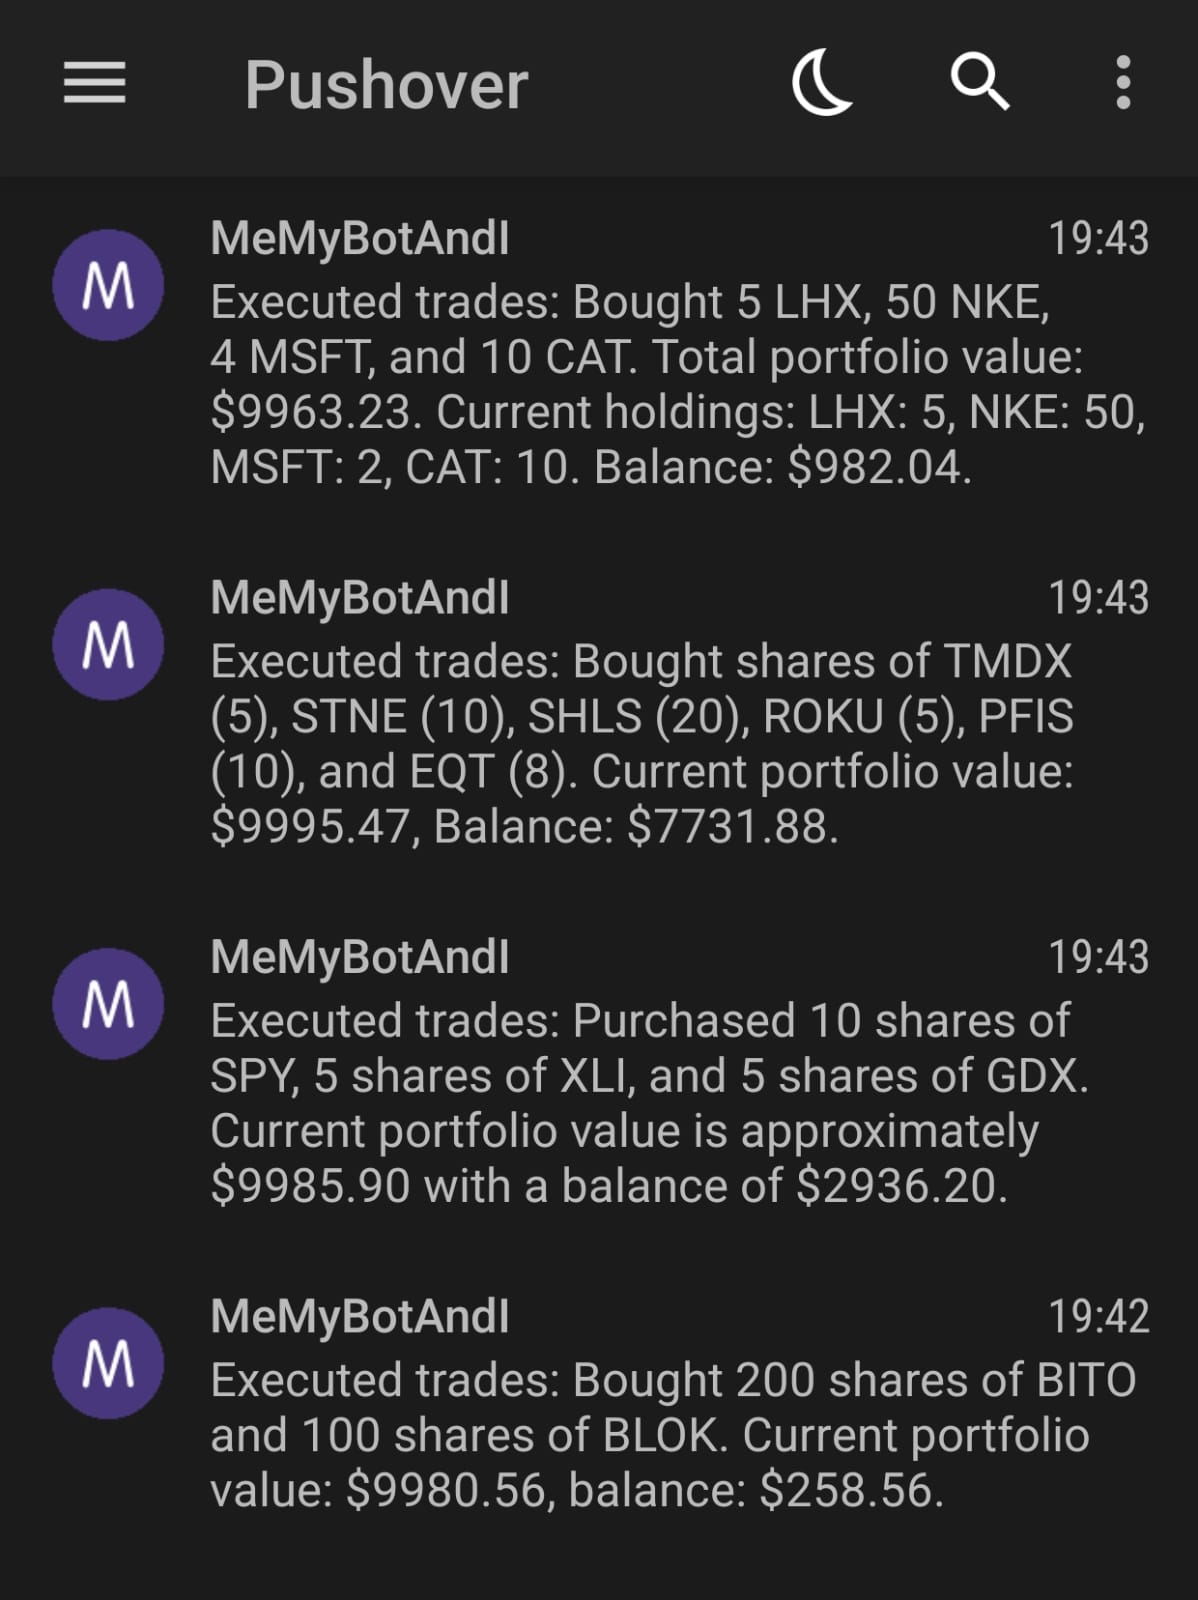 Pushover
MeMyBotAndI 19:43
Executed trades: Bought 5 LHX, 50 NKE,
4 MSFT, and 10 CAT. Total portfolio value:
$9963.23. Current holdings: LHX: 5, NKE: 50,
MSFT: 2, CAT: 10. Balance: $982.04.
M
MeMyBotAndI 19:43
Executed trades: Bought shares of TMDX
(5), STNE (10), SHLS (20), ROKU (5), PFIS
(10), and EQT (8). Current portfolio value:
$9995.47, Balance: $7731.88.
M
MeMyBotAndI 19:43
Executed trades: Purchased 10 shares of
SPY, 5 shares of XLI, and 5 shares of GDX.
Current portfolio value is approximately
$9985.90 with a balance of $2936.20.
M
MeMyBotAndI 19:42
Executed trades: Bought 200 shares of BITO
and 100 shares of BLOK. Current portfolio
value: $9980.56, balance: $258.56.
M